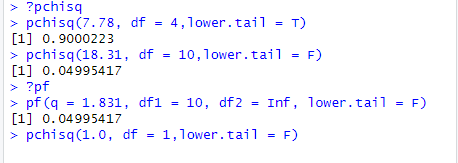 > ?pchisq
> pchisq(7.78, df = 4,lower.tail = T)
[1] 0.9000223
> pchisq(18.31, df = 10,lower.tail = F)
[1] 0.04995417
> ?pf
> pf(q = 1.831, df1 = 10, df2 = Inf, lower.tail = F)
[1] 0.04995417
> pchisq(1.0, df = 1,lower.tail = F)